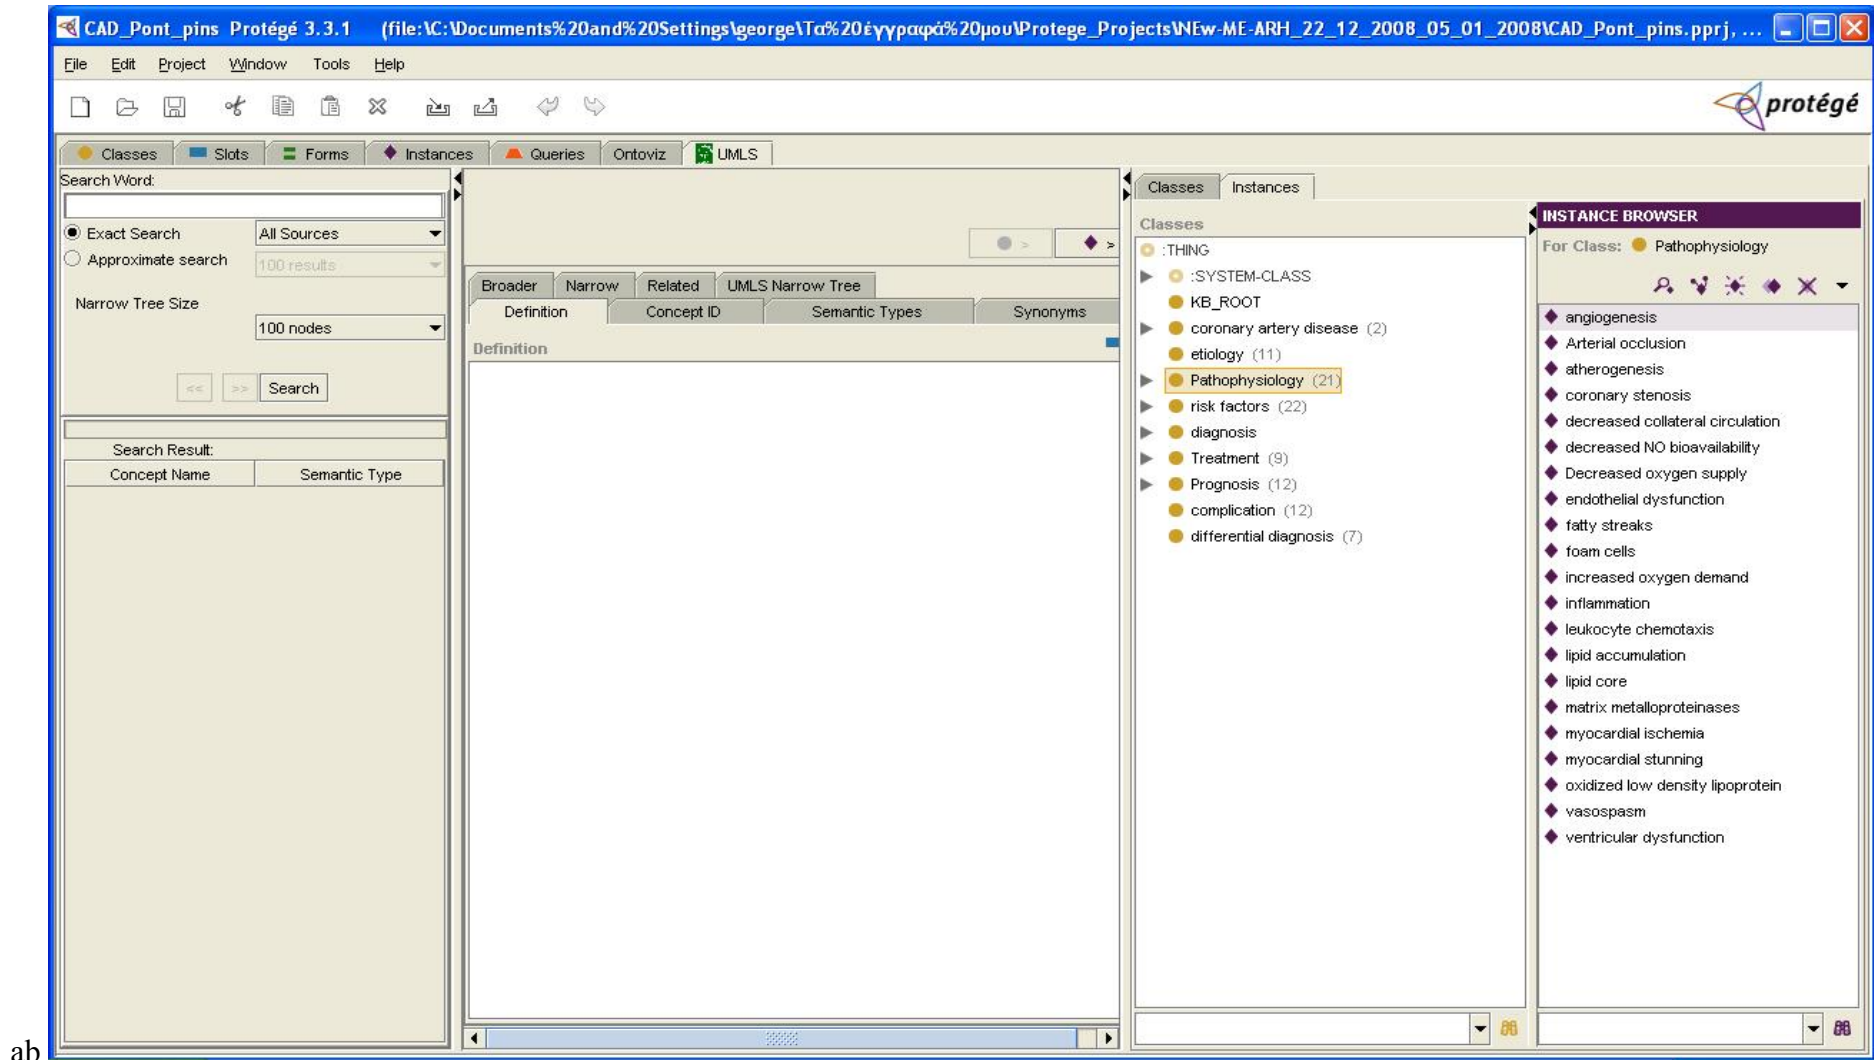 CAD_Pont_pins Protégé 3.3.1 (file:\C:\Documents%20and%20Settings\george\Τα%20έγγραφά%20μου\Protege_Projects\NEw-ME-ARH_22_12_2008_05_01_2008\CAD_Pont_pins.pprj, ...
File Edit Project Window Tools Help
protégé
Classes Slots Forms Instances Queries Ontoviz UMLS
Search Word:
Exact Search All Sources
Approximate search 100 results
Narrow Tree Size
100 nodes
<< >> Search
Search Result:
Concept Name Semantic Type
>
>
Broader Narrow Related UMLS Narrow Tree
Definition Concept ID Semantic Types Synonyms
Definition
Classes Instances
Classes
:THING
:SYSTEM-CLASS
KB_ROOT
coronary artery disease (2)
etiology (11)
Pathophysiology (21)
risk factors (22)
diagnosis
Treatment (9)
Prognosis (12)
complication (12)
differential diagnosis (7)
INSTANCE BROWSER
For Class: Pathophysiology
angiogenesis
Arterial occlusion
atherogenesis
coronary stenosis
decreased collateral circulation
decreased NO bioavailability
Decreased oxygen supply
endothelial dysfunction
fatty streaks
foam cells
increased oxygen demand
inflammation
leukocyte chemotaxis
lipid accumulation
lipid core
matrix metalloproteinases
myocardial ischemia
myocardial stunning
oxidized low density lipoprotein
vasospasm
ventricular dysfunction
ab